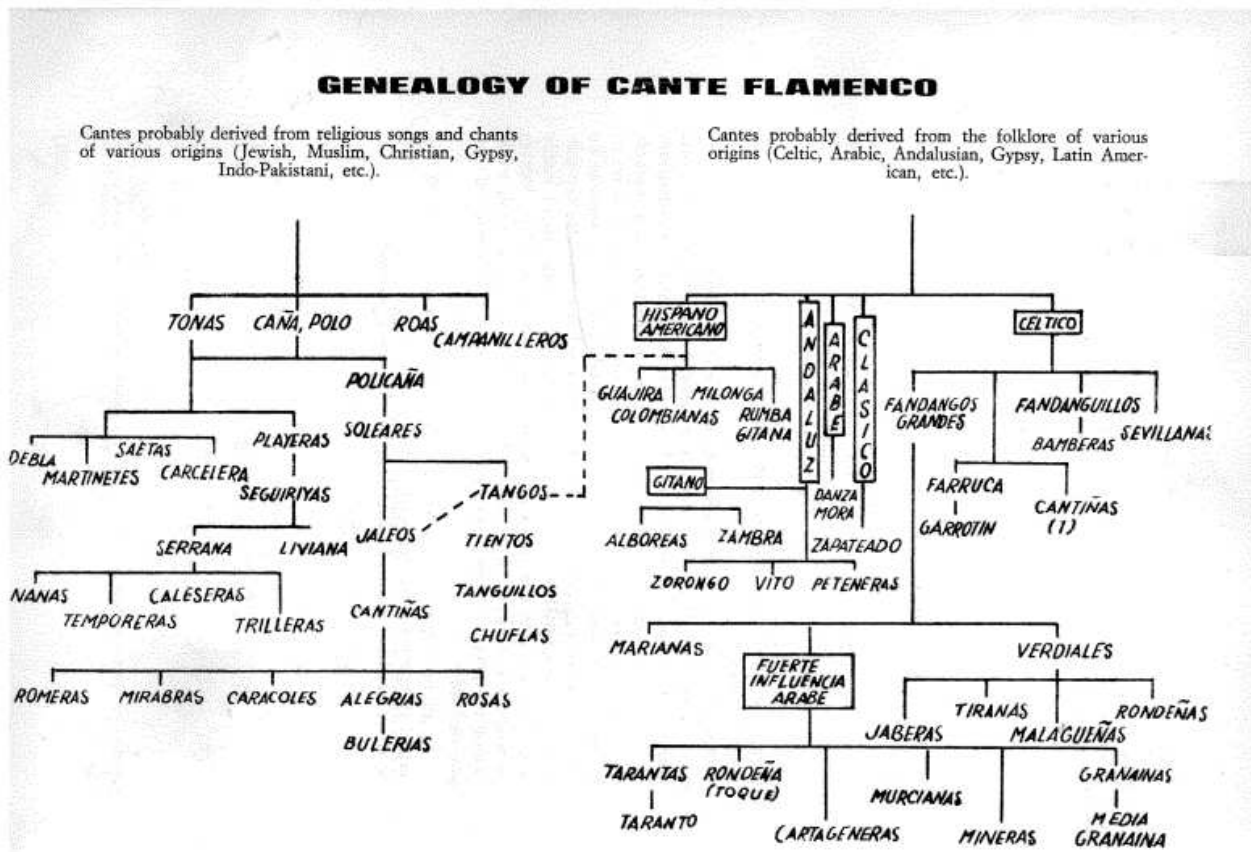 GENEALOGY OF CANTE FLAMENCO
Cantes probably derived from religious songs and chants
of various origins (Jewish, Muslim, Christian, Gypsy,
Indo-Pakistani, etc.).
Cantes probably derived from the folklore of various
origins (Celtic, Arabic, Andalusian, Gypsy, Latin Amer-
ican, etc.).
TONAS
CAÑA, POLO
ROAS
CAMPANILLEROS
POLICAÑA
SOLEARES
PLAYERAS
SAETAS
DEBLA
MARTINETES
CARCELERA
SEGUIRIYAS
TANGOS
SERRANA
LIVIANA
JALEOS
TIENTOS
NANAS
CALESERAS
TEMPORERAS
TRILLERAS
CANTIÑAS
TANGUILLOS
CHUFLAS
ROMERAS
MIRABRAS
CARACOLES
ALEGRIAS
ROSAS
BULERIAS
HISPANO
AMERICANO
ANDALUZ
ARABE
CLASICO
CELTICO
GUAJIRA
MILONGA
COLOMBIANAS
RUMBA
GITANA
FANDANGOS
GRANDES
FANDANGUILLOS
BAMBERAS
SEVILLANAS
GITANO
DANZA
MORA
FARRUCA
CANTIÑAS
(1)
GARROTIN
ALBOREAS
ZAMBRA
ZAPATEADO
ZORONGO
VITO
PETENERAS
MARIANAS
FUERTE
INFLUENCIA
ARABE
VERDIALES
TIRANAS
RONDEÑAS
JABERAS
MALAGUEÑAS
TARANTAS
RONDEÑA
(TOQUE)
GRANAINAS
MURCIANAS
TARANTO
CARTAGENERAS
MINERAS
MEDIA
GRANAINA